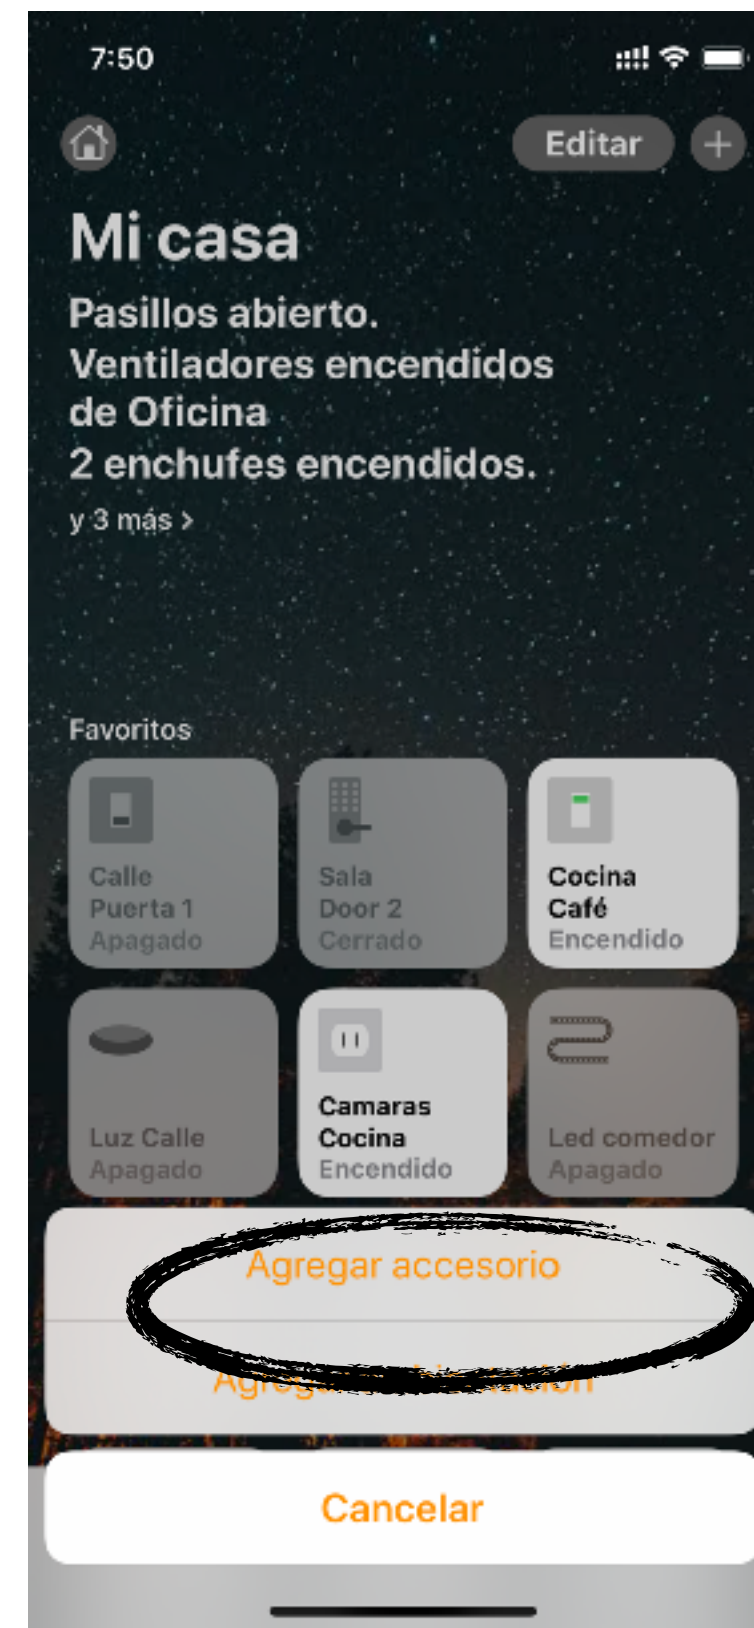 7:50
Editar
Mi casa
Pasillos abierto.
Ventiladores encendidos
de Oficina
2 enchufes encendidos.
y 3 más >
Favoritos
Calle
Puerta 1
Apagado
Sala
Door 2
Cerrado
Cocina
Café
Encendido
Luz Calle
Apagado
Camaras
Cocina
Encendido
Led comedor
Apagado
Agregar accesorio
Cancelar